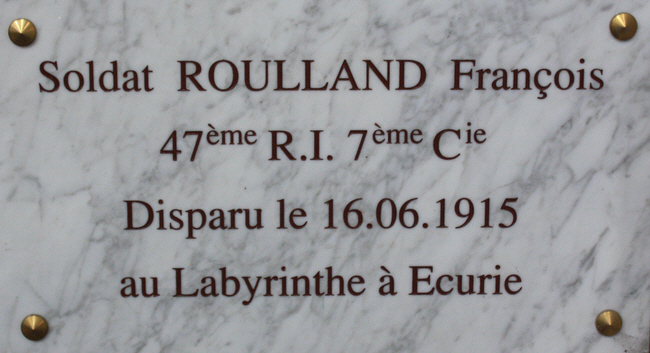 Soldat ROULLAND François
47ème R.I. 7ème Cie
Disparu le 16.06.1915
au Labyrinthe à Ecurie